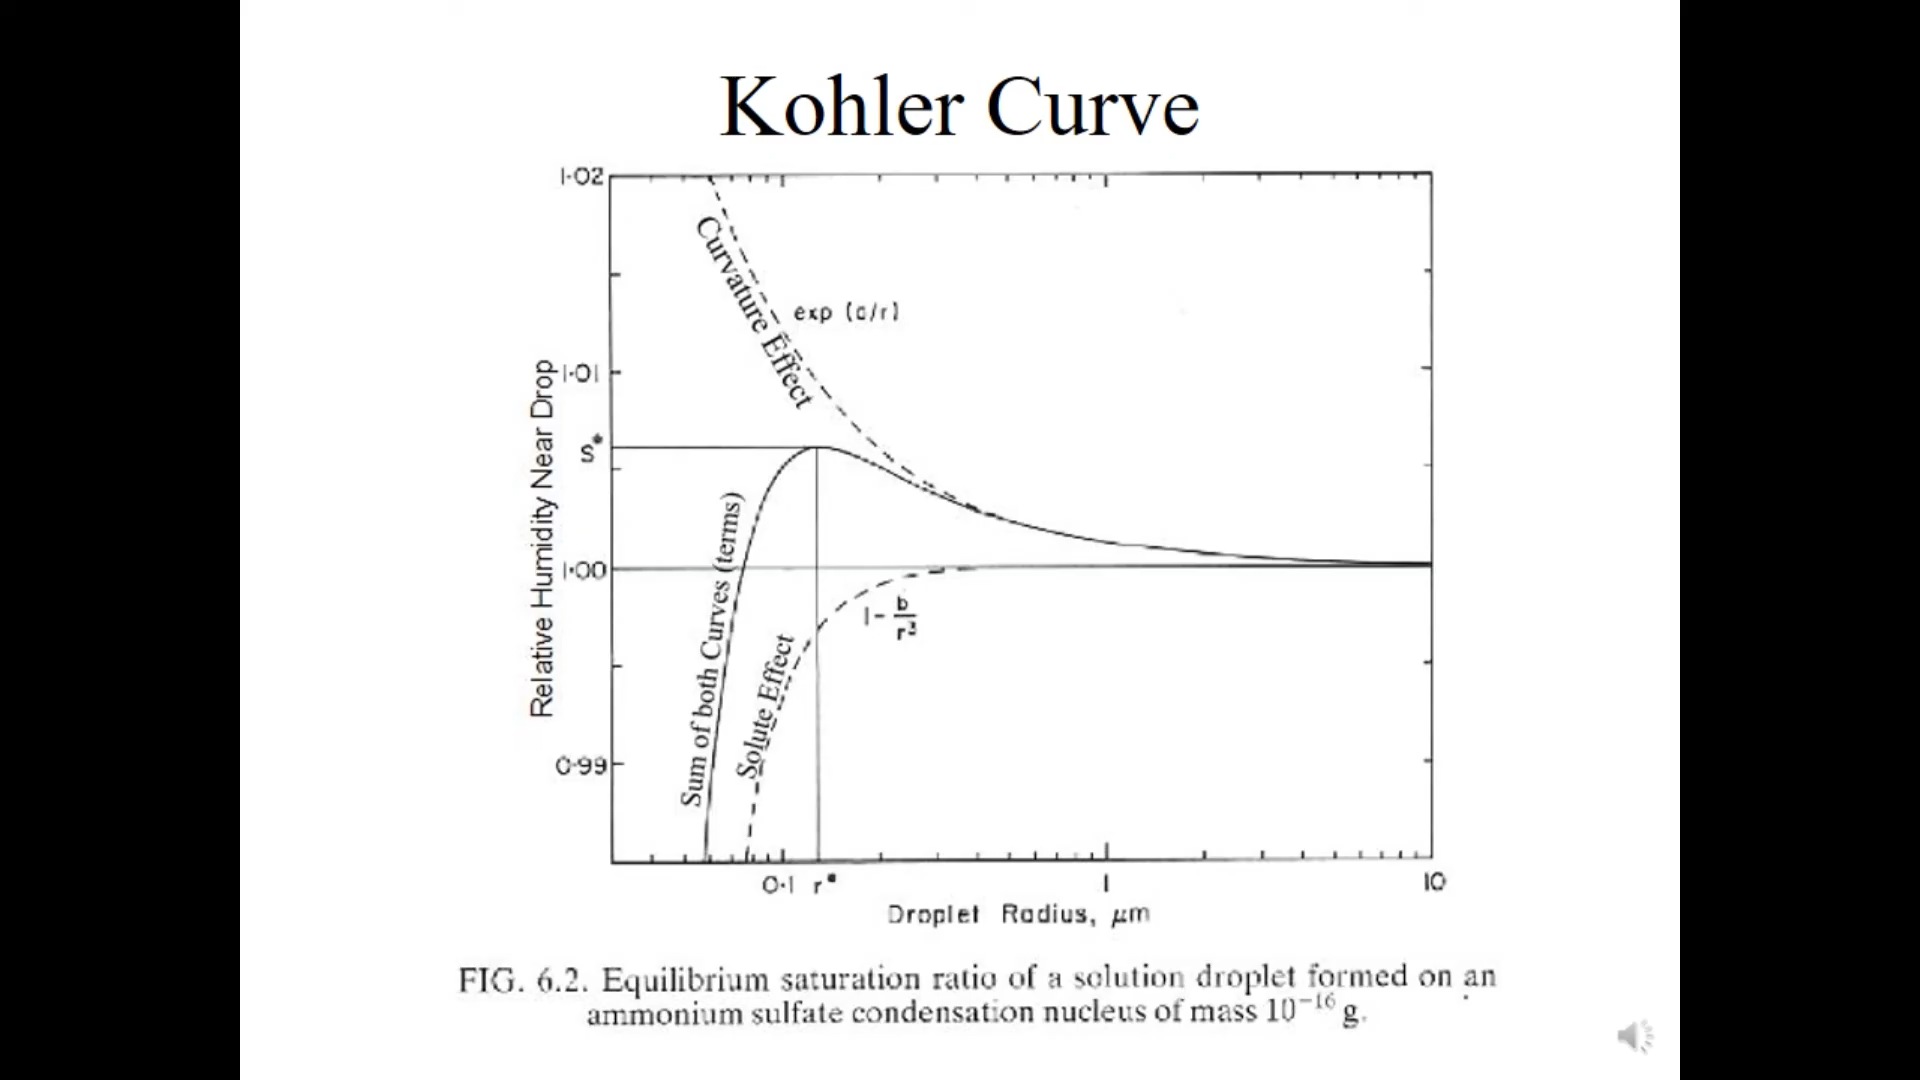 Kohler Curve
1·02
Curvature Effect
exp (a/r)
1·01
S*
Relative Humidity Near Drop
Sum of both Curves (terms)
1·00
1- b/r³
Solute Effect
0·99
0·1 r* 1 10
Droplet Radius, μm
FIG. 6.2. Equilibrium saturation ratio of a solution droplet formed on an
ammonium sulfate condensation nucleus of mass 10⁻¹⁶ g.